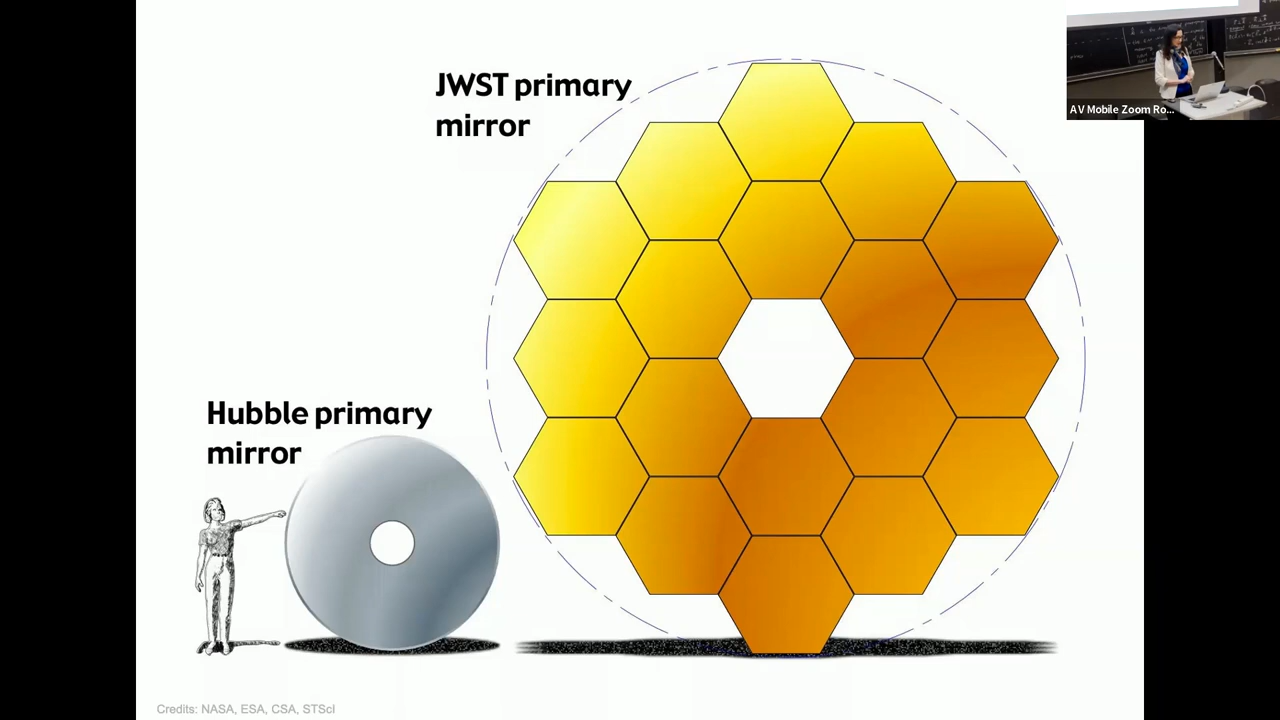 JWST primary
mirror
Hubble primary
mirror
Credits: NASA, ESA, CSA, STScI
AV Mobile Zoom Ro...